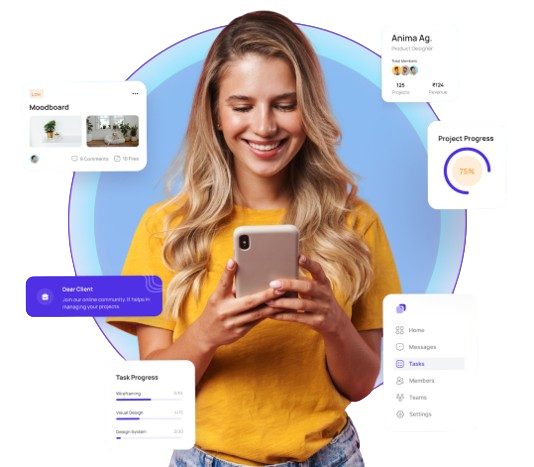 Anima Ag.
Product Designer
Total Members
125
₹124
Projects
Revenue
Low
Moodboard
9 Comments
10 Files
Project Progress
75%
Dear Client
Join our online community. It helps in
managing your projects.
Home
Messages
Tasks
Members
Teams
Settings
Task Progress
Wireframing
Visual Design
Design System